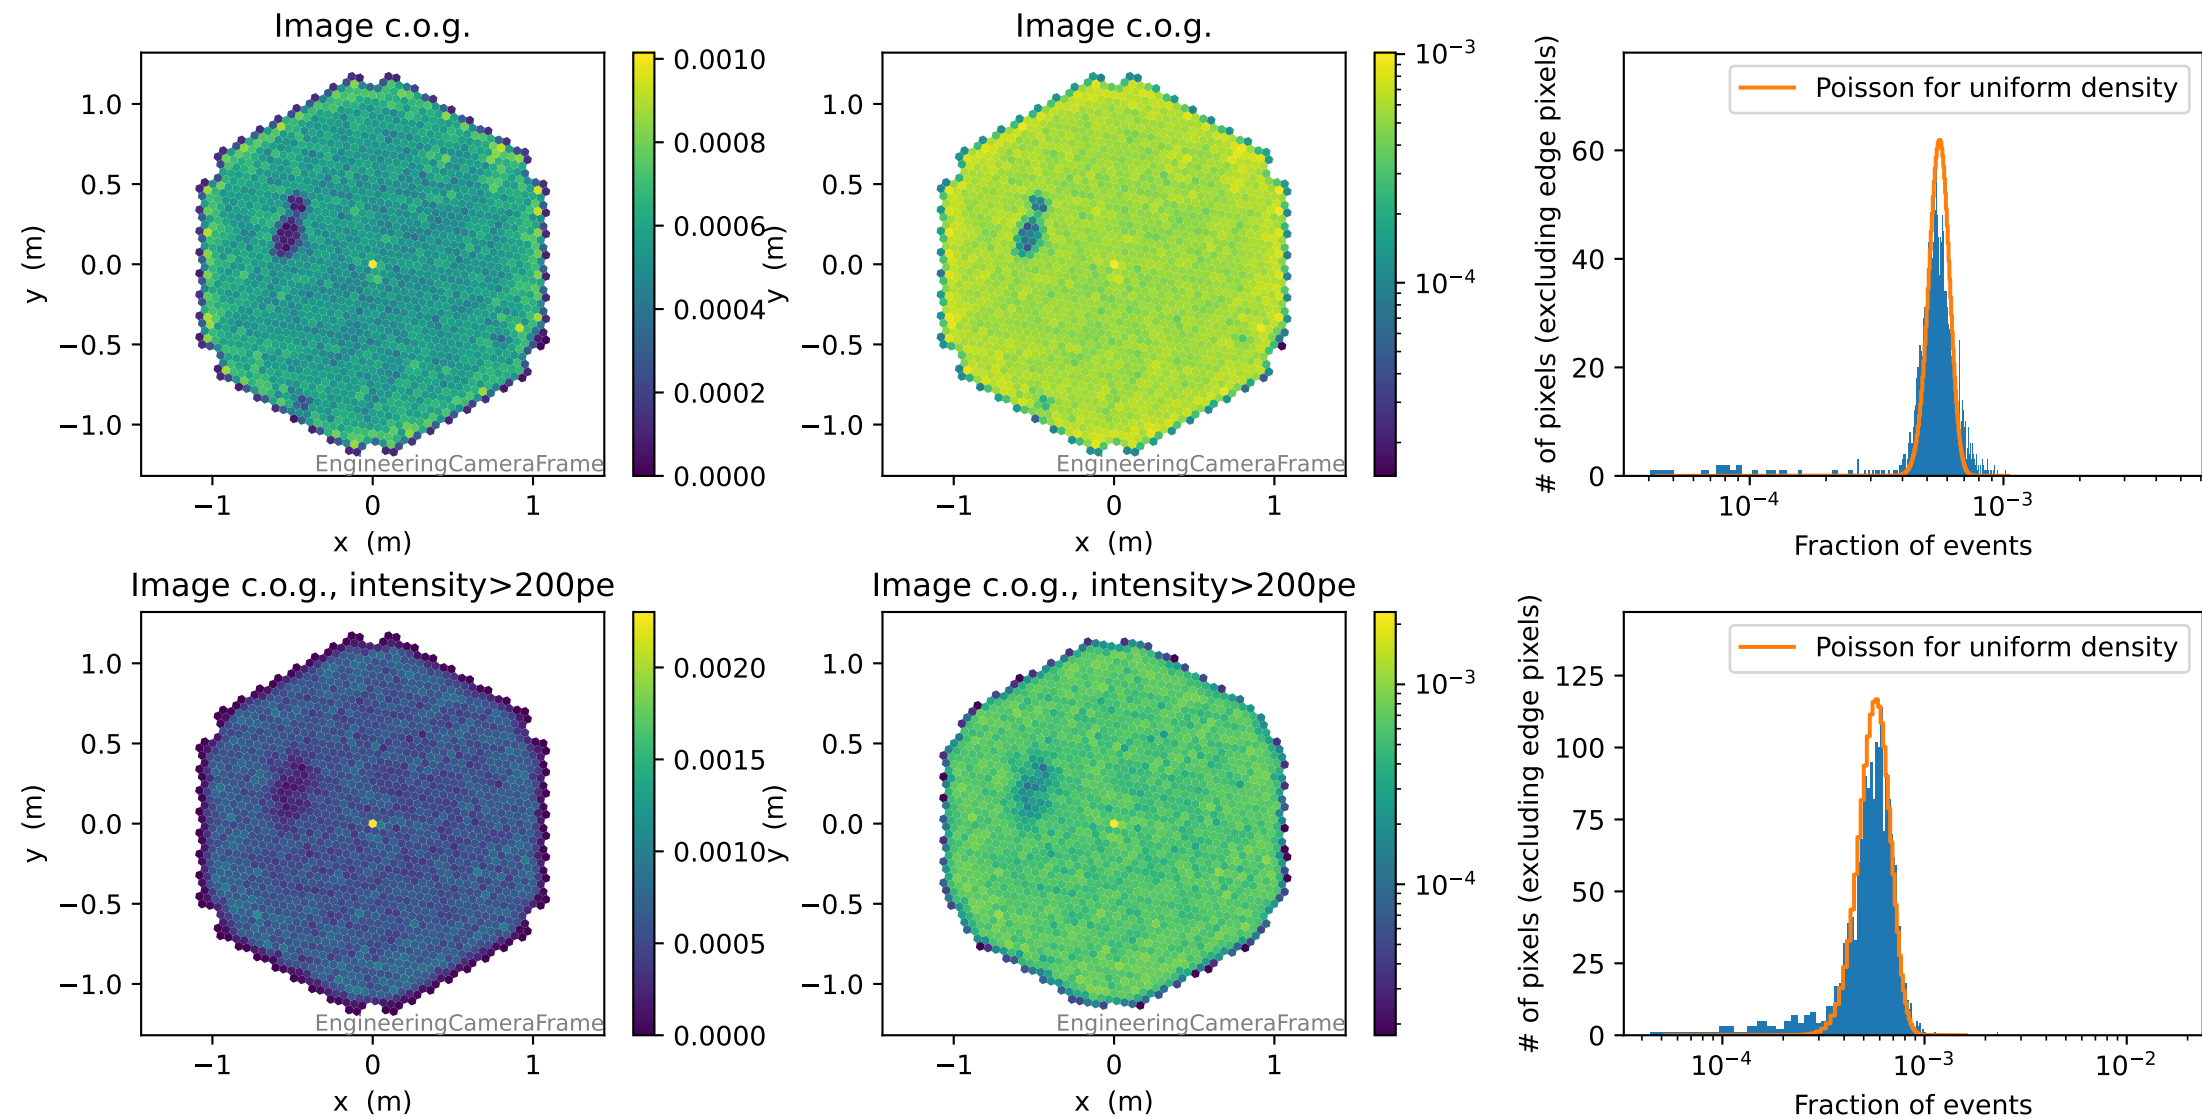 Image c.o.g.
1.0
0.5
0.0
−0.5
−1.0
y (m)
−1 0 1
x (m)
EngineeringCameraFrame
0.0010
0.0008
0.0006
0.0004
0.0002
0.0000
Image c.o.g.
1.0
0.5
0.0
−0.5
−1.0
y (m)
−1 0 1
x (m)
EngineeringCameraFrame
10⁻³
10⁻⁴
# of pixels (excluding edge pixels)
60
40
20
0
Poisson for uniform density
10⁻⁴ 10⁻³
Fraction of events
Image c.o.g., intensity>200pe
1.0
0.5
0.0
−0.5
−1.0
y (m)
−1 0 1
x (m)
EngineeringCameraFrame
0.0020
0.0015
0.0010
0.0005
0.0000
Image c.o.g., intensity>200pe
1.0
0.5
0.0
−0.5
−1.0
y (m)
−1 0 1
x (m)
EngineeringCameraFrame
10⁻³
10⁻⁴
# of pixels (excluding edge pixels)
125
100
75
50
25
0
Poisson for uniform density
10⁻⁴ 10⁻³ 10⁻²
Fraction of events